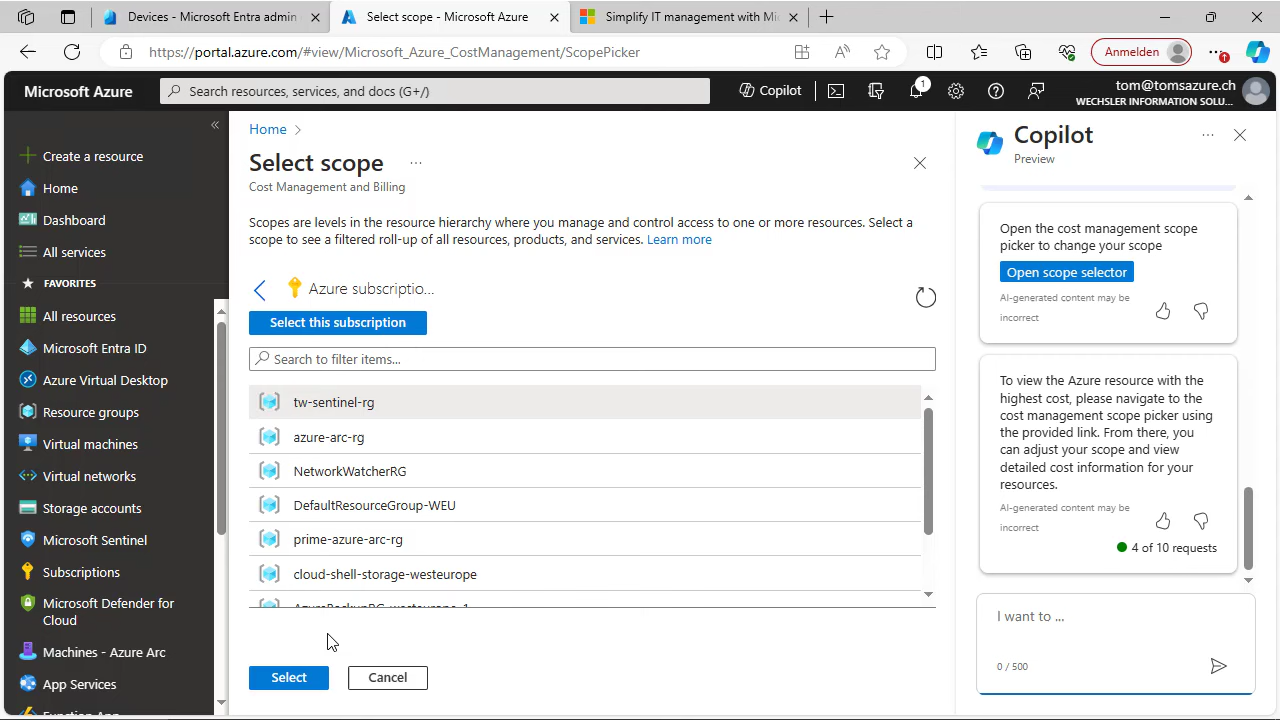 Devices - Microsoft Entra admin
Select scope - Microsoft Azure
Simplify IT management with Mi
https://portal.azure.com/#view/Microsoft_Azure_CostManagement/ScopePicker
Anmelden
Microsoft Azure
Search resources, services, and docs (G+/)
Copilot
1
tom@tomsazure.ch
WECHSLER INFORMATION SOLU...
Create a resource
Home
Dashboard
All services
FAVORITES
All resources
Microsoft Entra ID
Azure Virtual Desktop
Resource groups
Virtual machines
Virtual networks
Storage accounts
Microsoft Sentinel
Subscriptions
Microsoft Defender for
Cloud
Machines - Azure Arc
App Services
Function App
Home
Select scope
...
Cost Management and Billing
Scopes are levels in the resource hierarchy where you manage and control access to one or more resources. Select a
scope to see a filtered roll-up of all resources, products, and services. Learn more
Azure subscriptio...
Select this subscription
Search to filter items...
tw-sentinel-rg
azure-arc-rg
NetworkWatcherRG
DefaultResourceGroup-WEU
prime-azure-arc-rg
cloud-shell-storage-westeurope
AzureBackupRG_westeurope_1
Select
Cancel
Copilot
Preview
...
Open the cost management scope
picker to change your scope
Open scope selector
AI-generated content may be
incorrect
To view the Azure resource with the
highest cost, please navigate to the
cost management scope picker using
the provided link. From there, you
can adjust your scope and view
detailed cost information for your
resources.
AI-generated content may be
incorrect
4 of 10 requests
I want to ...
0 / 500